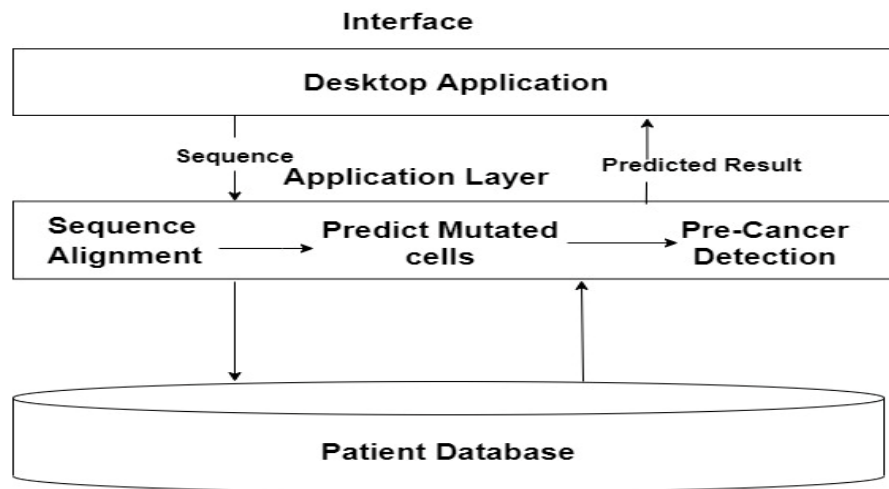 Interface
Desktop Application
Sequence
Predicted Result
Application Layer
Sequence
Alignment
Predict Mutated
cells
Pre-Cancer
Detection
Patient Database